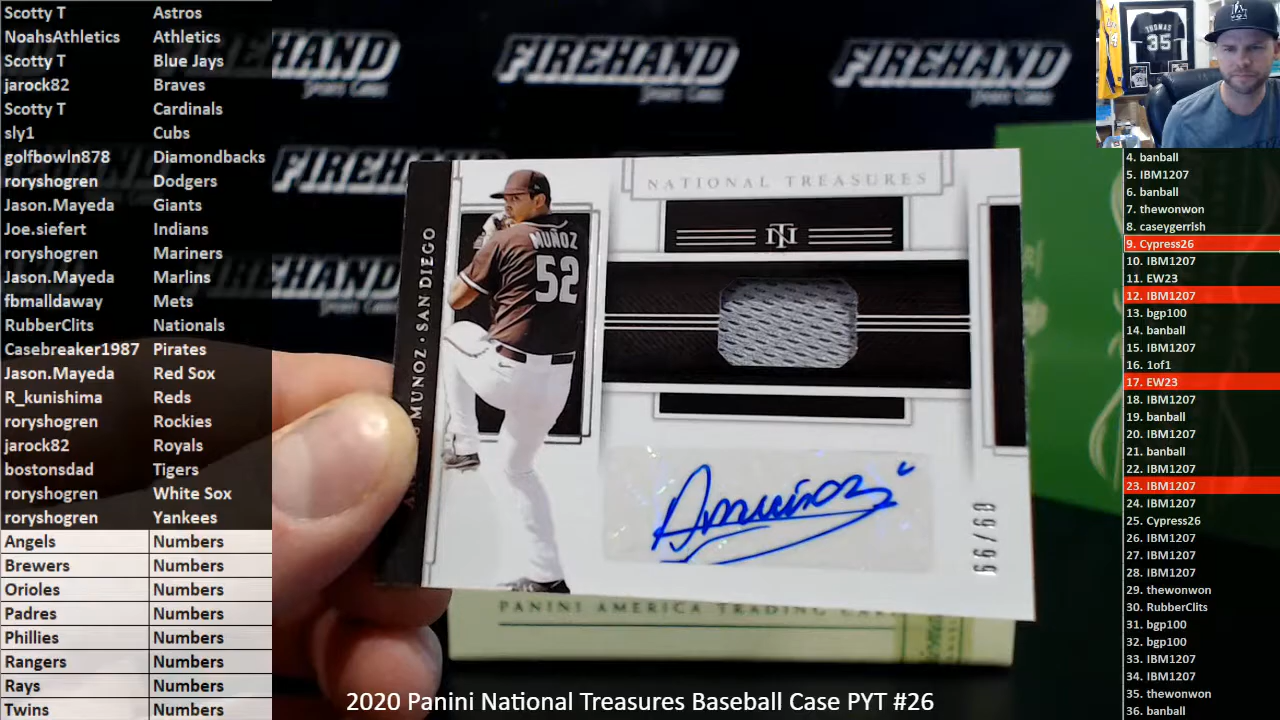 Scotty T Astros
NoahsAthletics Athletics
Scotty T Blue Jays
jarock82 Braves
Scotty T Cardinals
sly1 Cubs
golfbowln878 Diamondbacks
roryshogren Dodgers
Jason.Mayeda Giants
Joe.siefert Indians
roryshogren Mariners
Jason.Mayeda Marlins
fbmalldaway Mets
RubberClits Nationals
Casebreaker1987 Pirates
Jason.Mayeda Red Sox
R_kunishima Reds
roryshogren Rockies
jarock82 Royals
bostonsdad Tigers
roryshogren White Sox
roryshogren Yankees
Angels Numbers
Brewers Numbers
Orioles Numbers
Padres Numbers
Phillies Numbers
Rangers Numbers
Rays Numbers
Twins Numbers
FIREHAND
FIREHAND
FIREHAND
FIREHAND
NATIONAL TREASURES
NT
MUÑOZ
52
MUNOZ · SAN DIEGO
AMuñoz
PANINI AMERICA TRADING
THOMAS
35
4. banball
5. IBM1207
6. banball
7. thewonwon
8. caseygerrish
9. Cypress26
10. IBM1207
11. EW23
12. IBM1207
13. bgp100
14. banball
15. IBM1207
16. 1of1
17. EW23
18. IBM1207
19. banball
20. IBM1207
21. banball
22. IBM1207
23. IBM1207
24. IBM1207
25. Cypress26
26. IBM1207
27. IBM1207
28. IBM1207
29. thewonwon
30. RubberClits
31. bgp100
32. bgp100
33. IBM1207
34. IBM1207
35. thewonwon
36. banball
2020 Panini National Treasures Baseball Case PYT #26